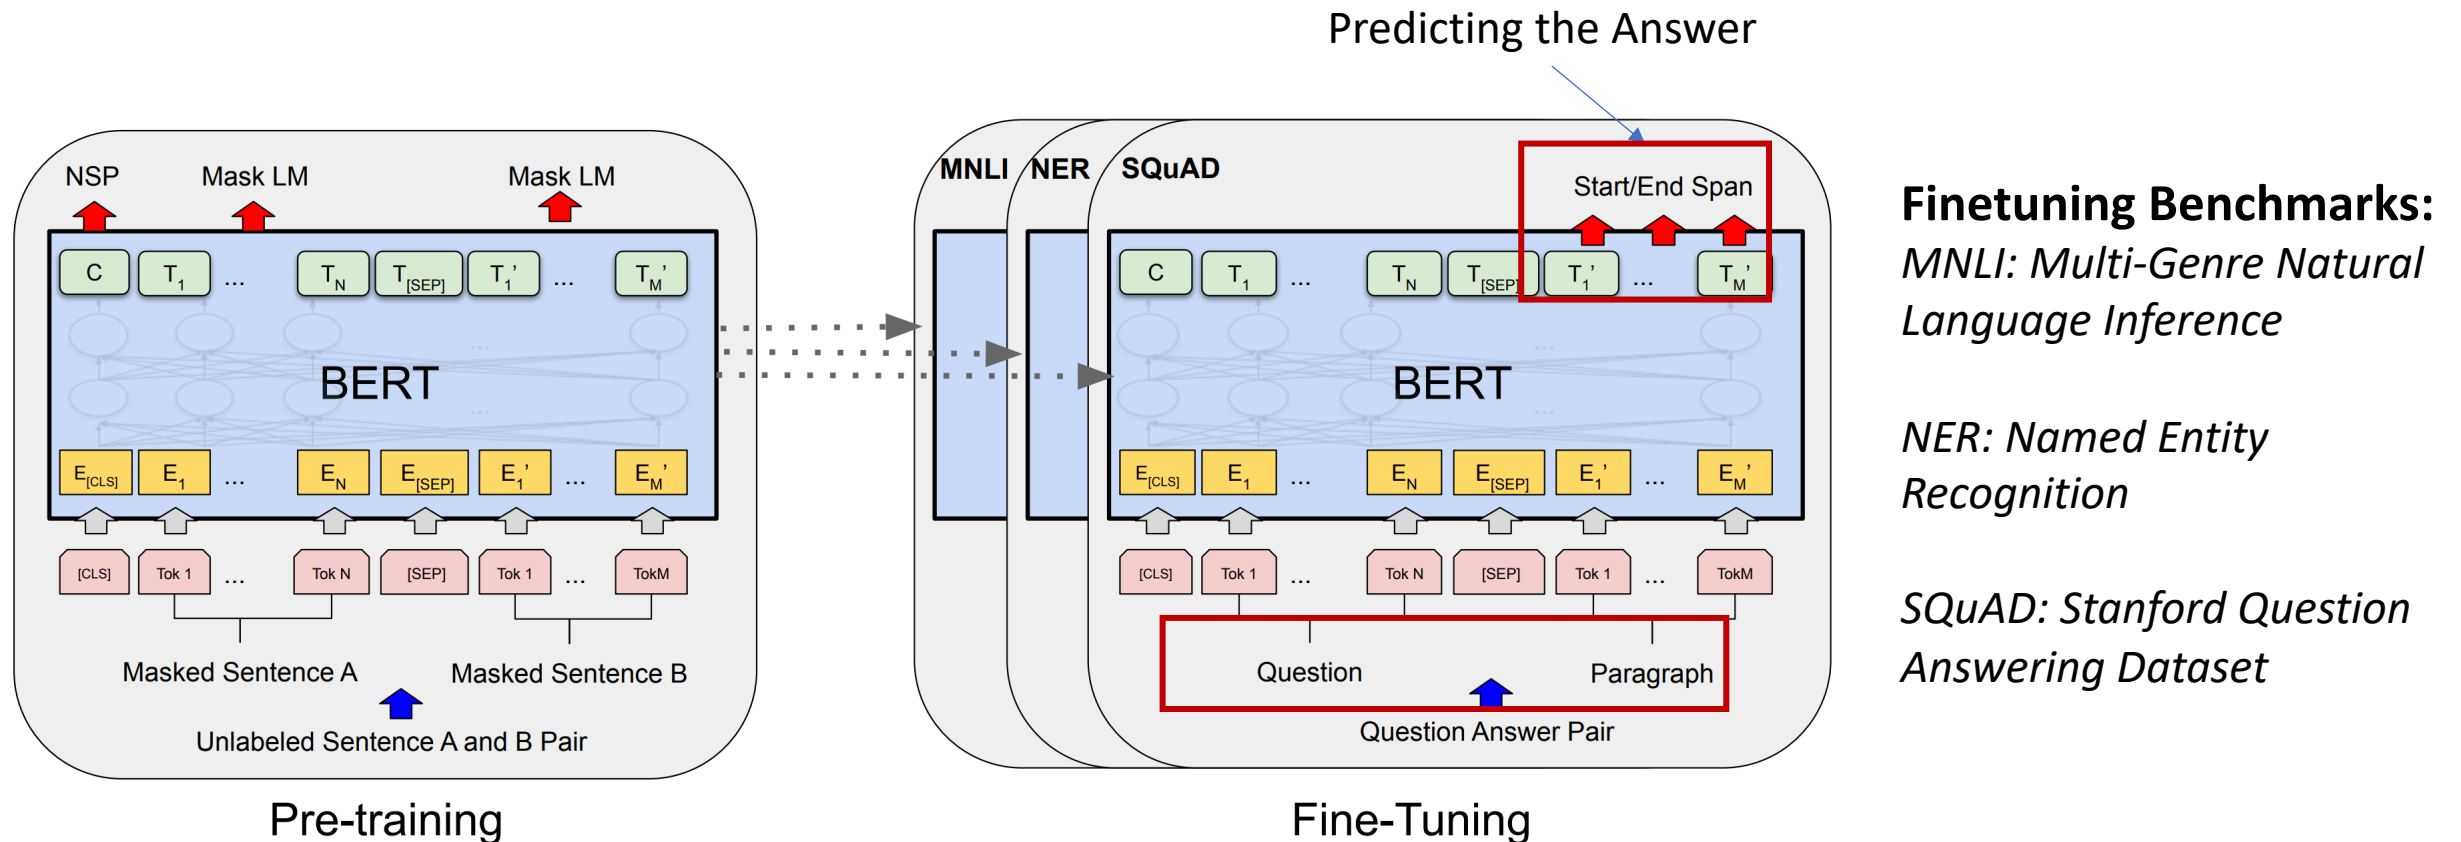 Predicting the Answer
NSP Mask LM Mask LM
C T1 ... TN T[SEP] T1' ... TM'
BERT
E[CLS] E1 ... EN E[SEP] E1' ... EM'
[CLS] Tok 1 ... Tok N [SEP] Tok 1 ... TokM
Masked Sentence A Masked Sentence B
Unlabeled Sentence A and B Pair
Pre-training
MNLI NER SQuAD
Start/End Span
C T1 ... TN T[SEP] T1' ... TM'
BERT
E[CLS] E1 ... EN E[SEP] E1' ... EM'
[CLS] Tok 1 ... Tok N [SEP] Tok 1 ... TokM
Question Paragraph
Question Answer Pair
Fine-Tuning
Finetuning Benchmarks:
MNLI: Multi-Genre Natural
Language Inference
NER: Named Entity
Recognition
SQuAD: Stanford Question
Answering Dataset